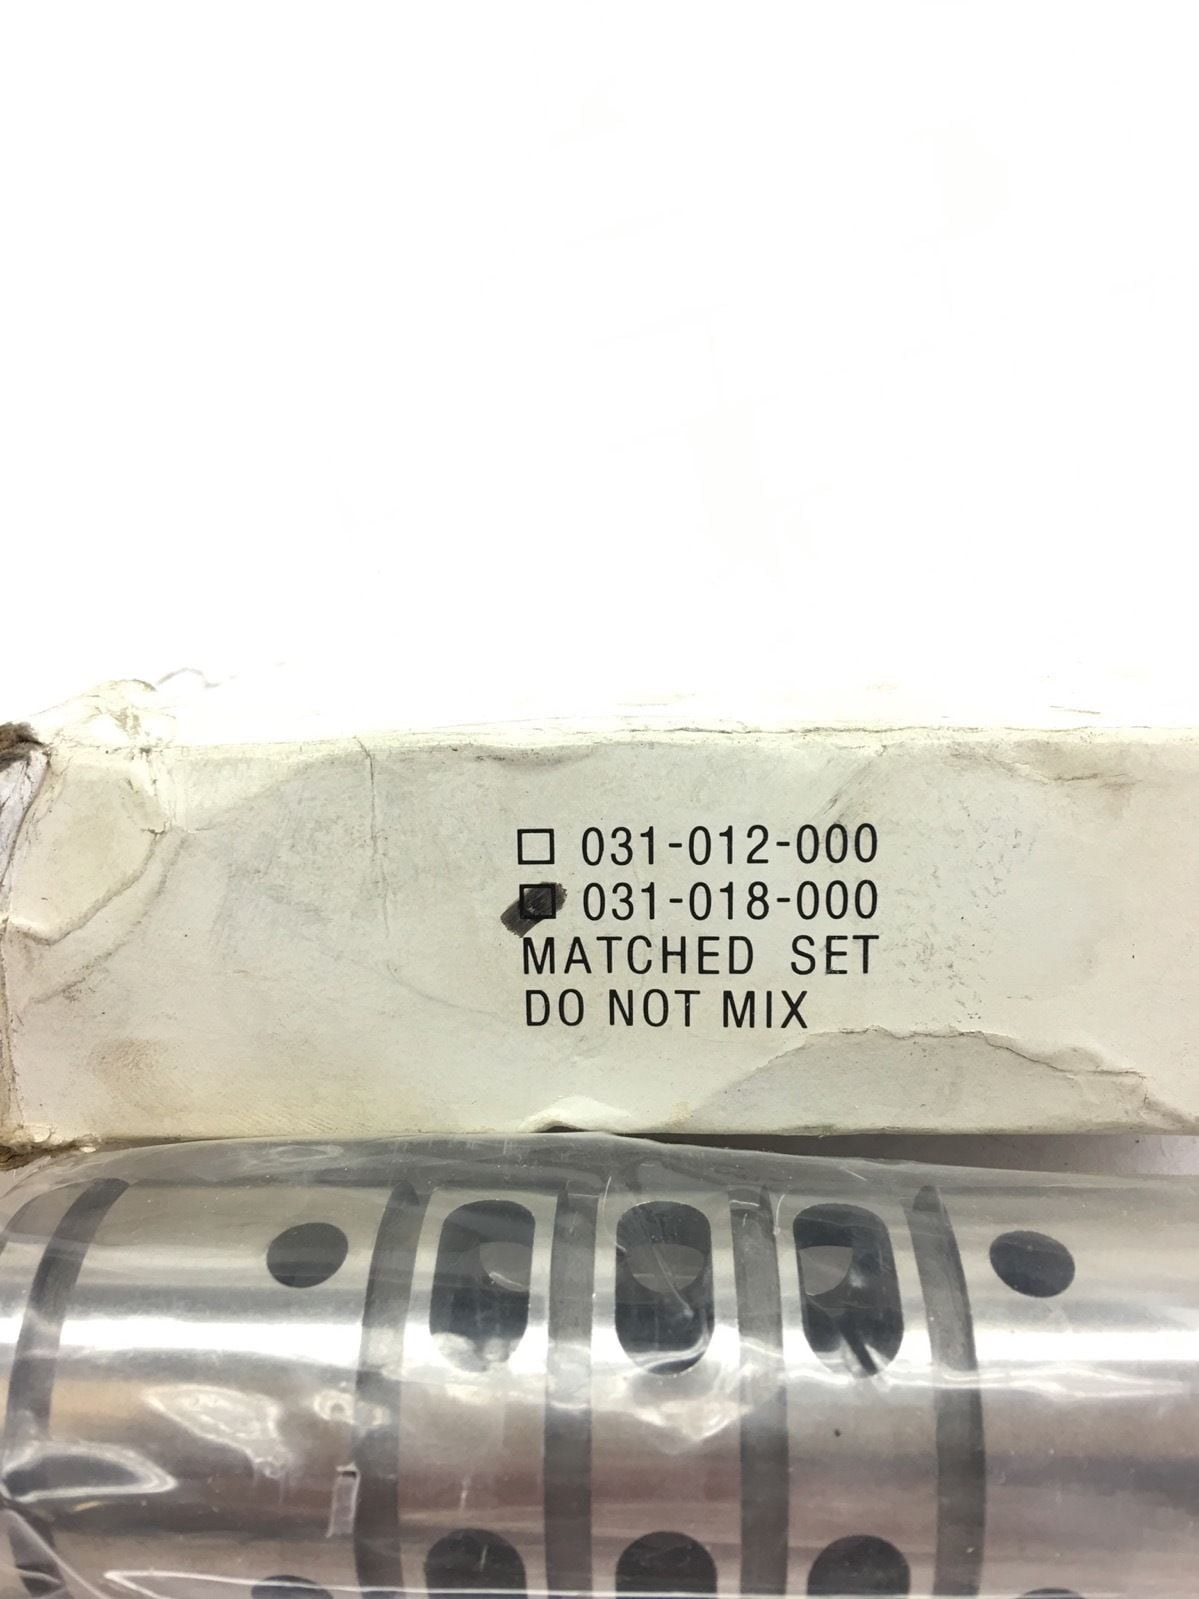 ☐ 031-012-000
■ 031-018-000
MATCHED SET
DO NOT MIX